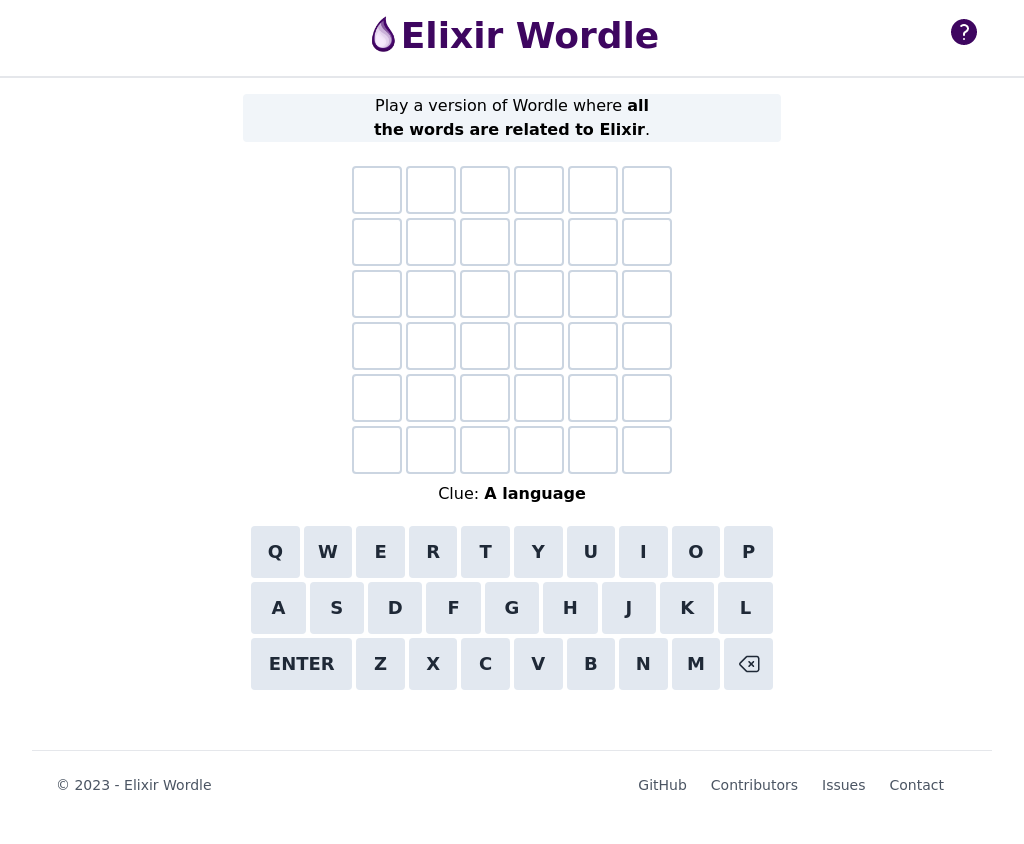 Elixir Wordle
?
Play a version of Wordle where all
the words are related to Elixir.
Clue: A language
Q W E R T Y U I O P
A S D F G H J K L
ENTER Z X C V B N M
© 2023 - Elixir Wordle GitHub Contributors Issues Contact